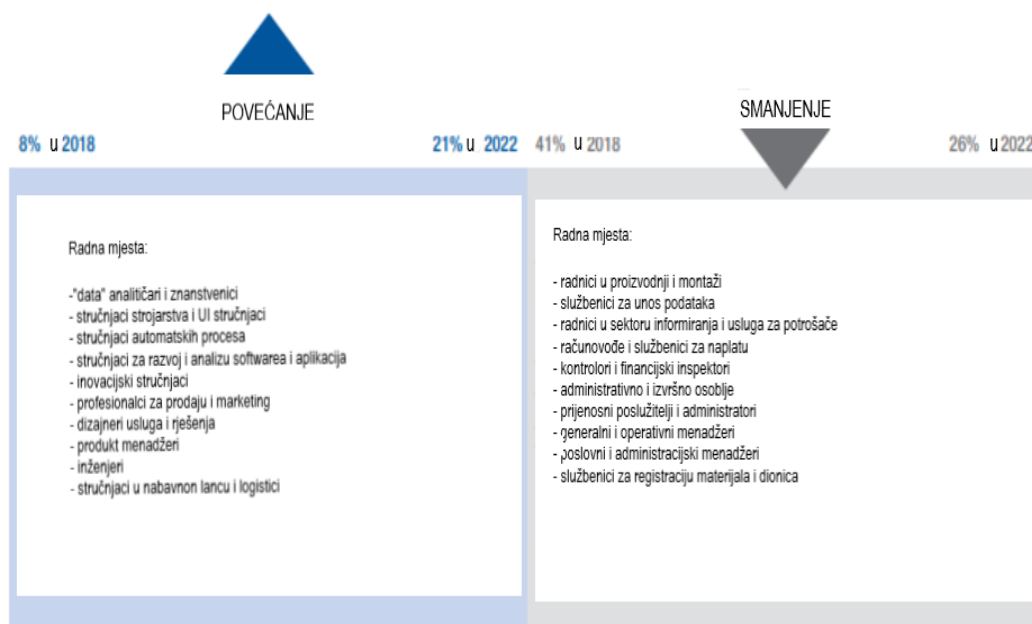 POVEĆANJE
8% u 2018
21% u 2022
SMANJENJE
41% u 2018
26% u 2022
Radna mjesta:
-"data" analitičari i znanstvenici
- stručnjaci strojarstva i UI stručnjaci
- stručnjaci automatskih procesa
- stručnjaci za razvoj i analizu softwarea i aplikacija
- inovacijski stručnjaci
- profesionalci za prodaju i marketing
- dizajneri usluga i rješenja
- produkt menadžeri
- inženjeri
- stručnjaci u nabavnon lancu i logistici
Radna mjesta:
- radnici u proizvodnji i montaži
- službenici za unos podataka
- radnici u sektoru informiranja i usluga za potrošače
- računovođe i službenici za naplatu
- kontrolori i financijski inspektori
- administrativno i izvršno osoblje
- prijenosni poslužitelji i administratori
- generalni i operativni menadžeri
- poslovni i administracijski menadžeri
- službenici za registraciju materijala i dionica